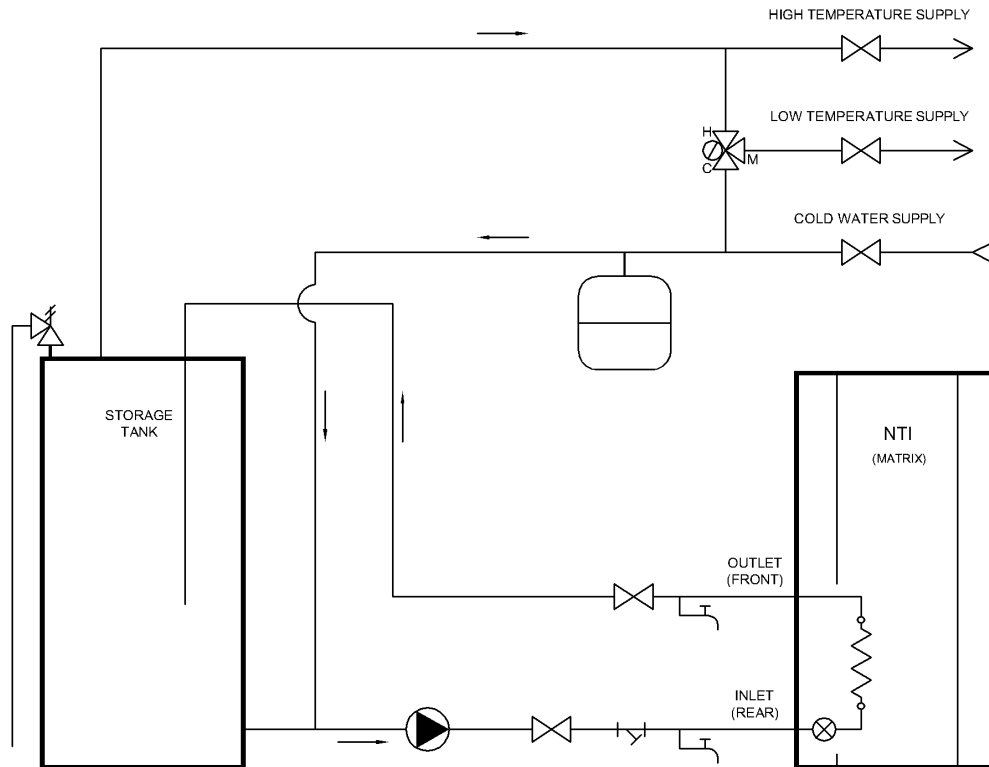 HIGH TEMPERATURE SUPPLY
LOW TEMPERATURE SUPPLY
H
M
C
COLD WATER SUPPLY
STORAGE
TANK
NTI
(MATRIX)
OUTLET
(FRONT)
INLET
(REAR)